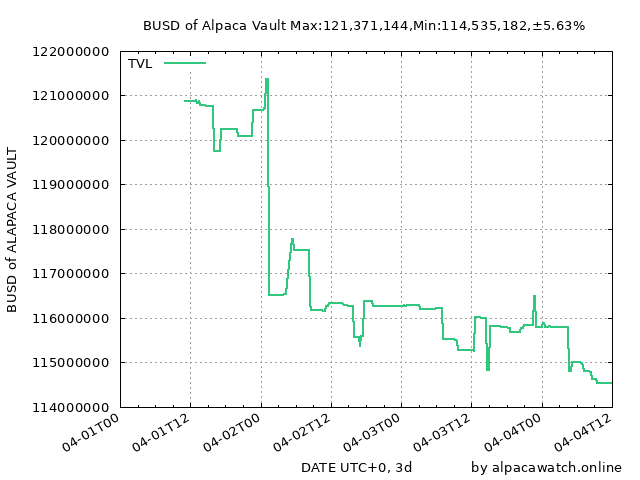 BUSD of Alpaca Vault Max:121,371,144,Min:114,535,182,±5.63%
TVL
122000000
121000000
120000000
119000000
118000000
117000000
116000000
115000000
114000000
BUSD of ALAPACA VAULT
04-01T00
04-01T12
04-02T00
04-02T12
04-03T00
04-03T12
04-04T00
04-04T12
DATE UTC+0, 3d
by alpacawatch.online